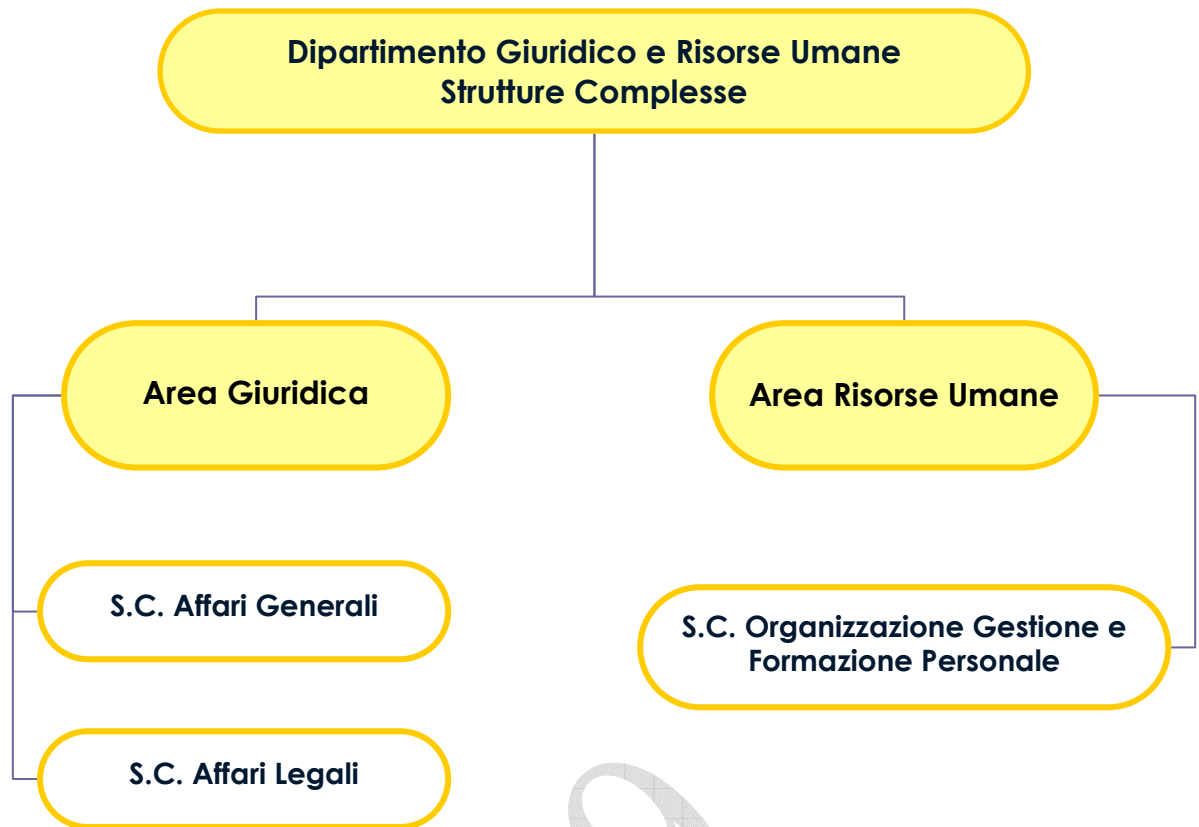 Dipartimento Giuridico e Risorse Umane
Strutture Complesse
Area Giuridica
Area Risorse Umane
S.C. Affari Generali
S.C. Organizzazione Gestione e
Formazione Personale
S.C. Affari Legali